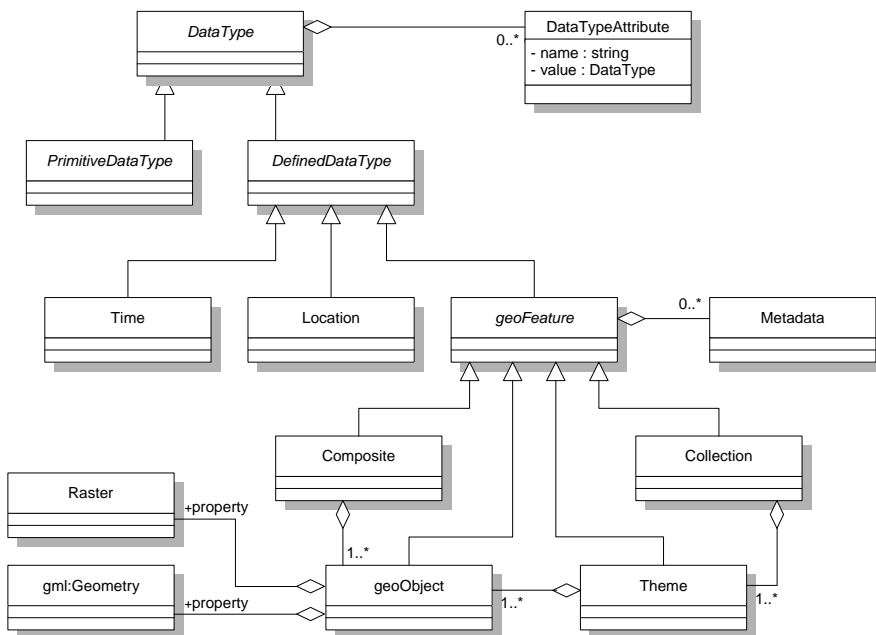 DataType
DataTypeAttribute
0..*
- name : string
- value : DataType
PrimitiveDataType
DefinedDataType
Time
Location
geoFeature
0..*
Metadata
Composite
Collection
Raster
+property
1..*
gml:Geometry
+property
geoObject
1..*
Theme
1..*